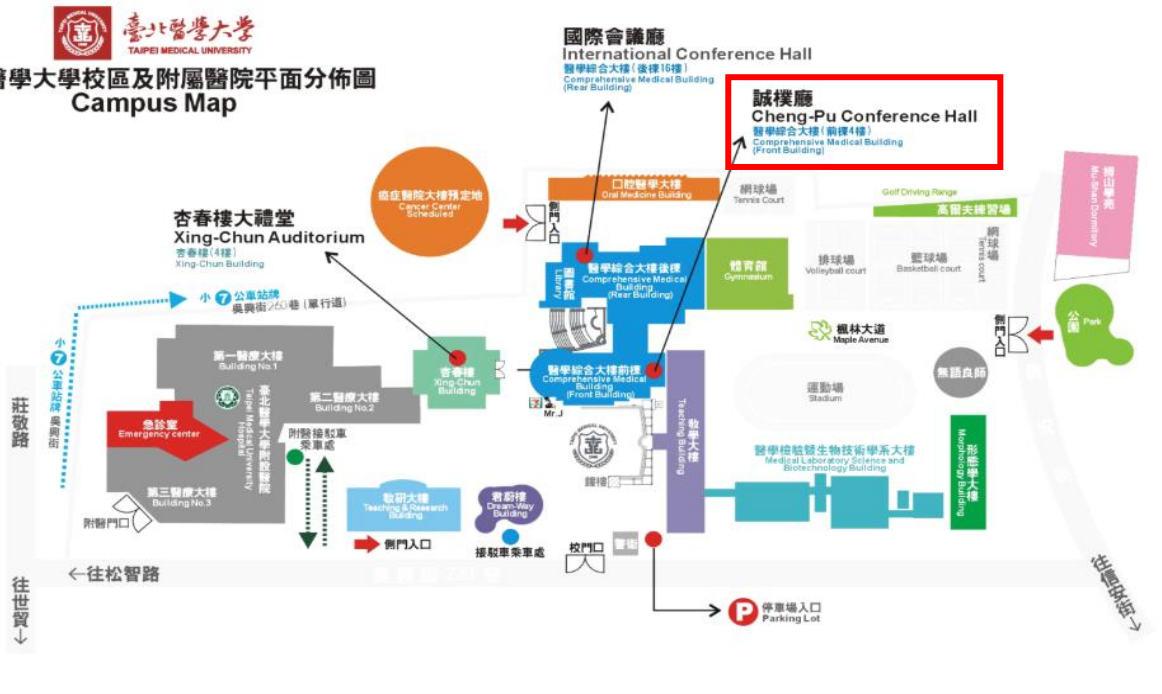 臺北醫學大學
TAIPEI MEDICAL UNIVERSITY
醫學大學校區及附屬醫院平面分佈圖
Campus Map
國際會議廳
International Conference Hall
醫學綜合大樓(後棟16樓)
Comprehensive Medical Building
(Rear Building)
誠樸廳
Cheng-Pu Conference Hall
醫學綜合大樓(前棟4樓)
Comprehensive Medical Building
(Front Building)
杏春樓大禮堂
Xing-Chun Auditorium
杏春樓(4樓)
Xing-Chun Building
癌症醫院大樓預定地
Cancer Center
Scheduled
側門入口
口腔醫學大樓
Oral Medicine Building
網球場
Tennis Court
Golf Driving Range
高爾夫練習場
拇山學苑
Mu-Shan Dormitory
圖書館
Library
醫學綜合大樓後棟
Comprehensive Medical
Building
(Rear Building)
體育館
Gymnasium
排球場
Volleyball court
籃球場
Basketball court
網球場
Tennis court
小7公車站牌
吳興街260巷(單行道)
小7公車站牌 吳興街
公園
Park
側門入口
楓林大道
Maple Avenue
第一醫療大樓
Building No.1
杏春樓
Xing-Chun
Building
醫學綜合大樓前棟
Comprehensive Medical
Building
(Front Building)
Mr.J
無語良師
運動場
Stadium
臺北醫學大學附設醫院
Taipei Medical University
Hospital
第二醫療大樓
Building No.2
莊敬路
急診室
Emergency center
附醫接駁車
乘車處
教學大樓
Teaching Building
醫學檢驗暨生物技術學系大樓
Medical Laboratory Science and
Biotechnology Building
形態學大樓
Morphology Building
鐘樓
第三醫療大樓
Building No.3
附醫門口
教研大樓
Teaching & Research
Building
君蔚樓
Dream-Way
Building
側門入口
接駁車乘車處
校門口
警衛
←往松智路
往世貿→
往信安街→
P
停車場入口
Parking Lot